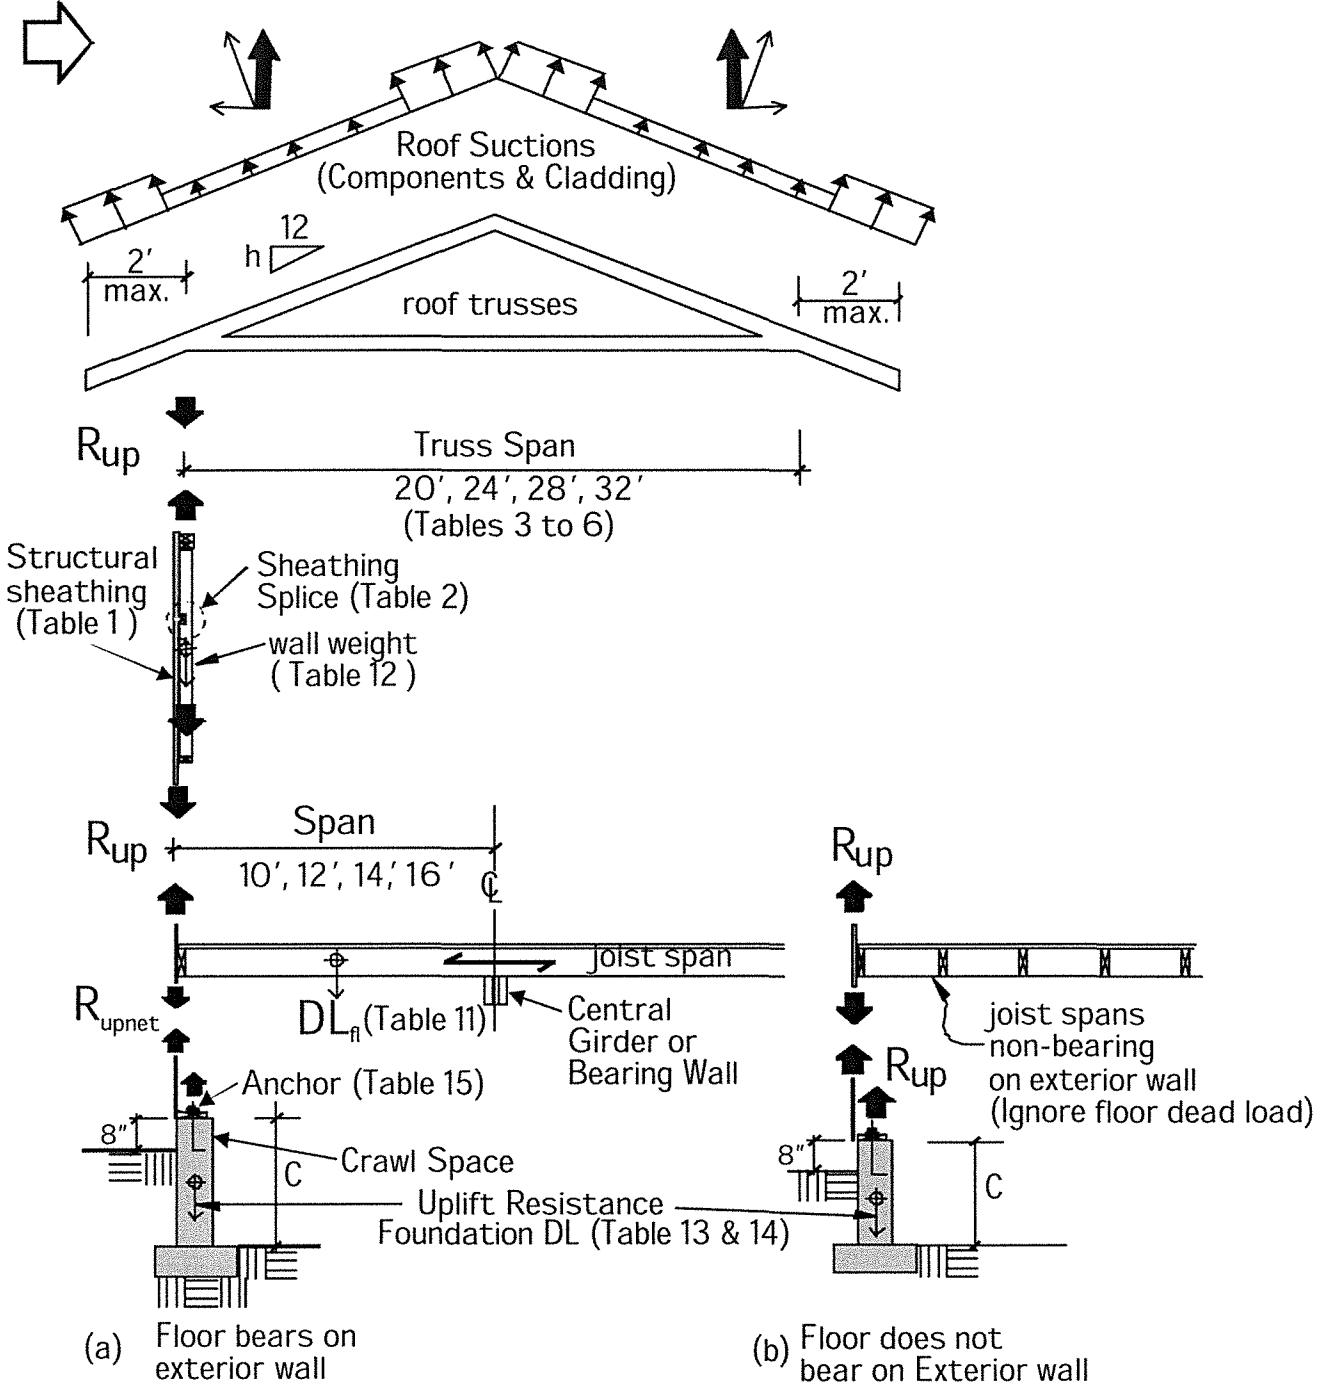 Roof Suctions
(Components & Cladding)
12
h
2'
max.
2'
max.
roof trusses
Rup
Truss Span
20', 24', 28', 32'
(Tables 3 to 6)
Structural
sheathing
(Table 1)
Sheathing
Splice (Table 2)
wall weight
( Table 12 )
Rup
Span
10', 12', 14,' 16 '
℄
Rup
joist span
Rupnet
DLfl (Table 11)
Central
Girder or
Bearing Wall
joist spans
non-bearing
on exterior wall
(Ignore floor dead load)
Rup
Anchor (Table 15)
8"
Crawl Space
C
8"
C
Uplift Resistance
Foundation DL (Table 13 & 14)
(a) Floor bears on
exterior wall
(b) Floor does not
bear on Exterior wall